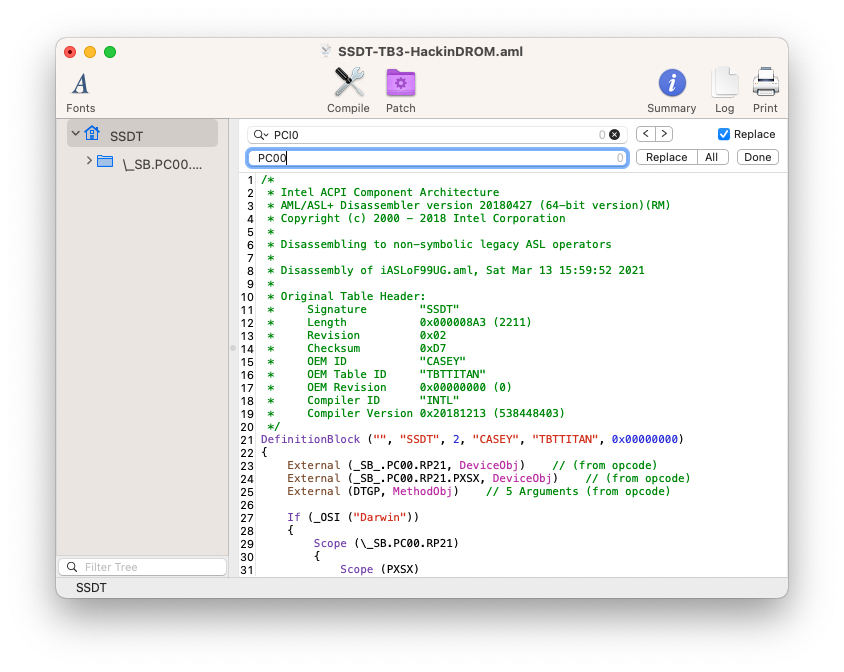 SSDT-TB3-HackinDROM.aml
A
Fonts
Compile
Patch
i
Summary
Log
Print
SSDT
\_SB.PC00....
Filter Tree
SSDT
PCI0 0
< > Replace
PC00 0
Replace All Done
1 /*
2 * Intel ACPI Component Architecture
3 * AML/ASL+ Disassembler version 20180427 (64-bit version)(RM)
4 * Copyright (c) 2000 - 2018 Intel Corporation
5 *
6 * Disassembling to non-symbolic legacy ASL operators
7 *
8 * Disassembly of iASLoF99UG.aml, Sat Mar 13 15:59:52 2021
9 *
10 * Original Table Header:
11 *     Signature        "SSDT"
12 *     Length           0x000008A3 (2211)
13 *     Revision         0x02
14 *     Checksum         0xD7
15 *     OEM ID           "CASEY"
16 *     OEM Table ID     "TBTTITAN"
17 *     OEM Revision     0x00000000 (0)
18 *     Compiler ID      "INTL"
19 *     Compiler Version 0x20181213 (538448403)
20 */
21 DefinitionBlock ("", "SSDT", 2, "CASEY", "TBTTITAN", 0x00000000)
22 {
23     External (_SB_.PC00.RP21, DeviceObj)    // (from opcode)
24     External (_SB_.PC00.RP21.PXSX, DeviceObj)    // (from opcode)
25     External (DTGP, MethodObj)    // 5 Arguments (from opcode)
26
27     If (_OSI ("Darwin"))
28     {
29         Scope (\_SB.PC00.RP21)
30         {
31             Scope (PXSX)